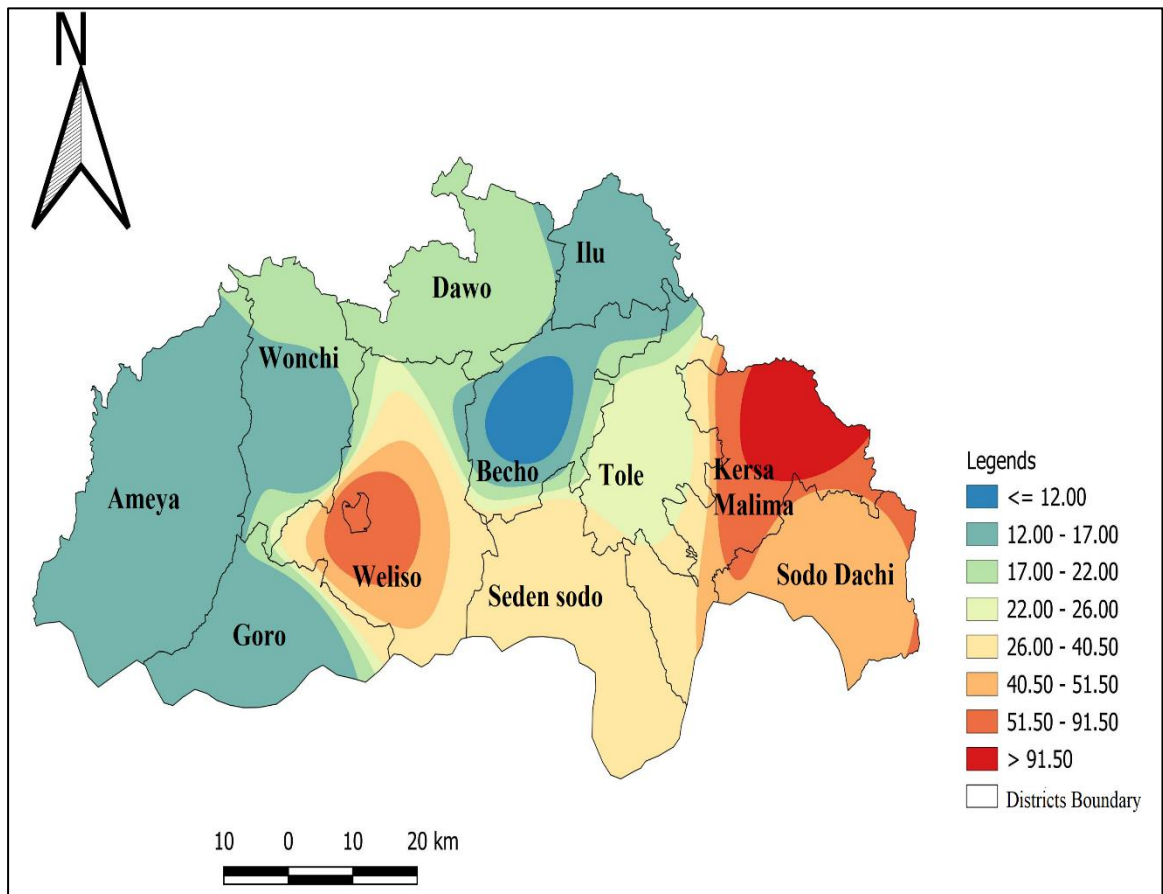 N
Ilu
Dawo
Wonchi
Becho
Tole
Kersa
Malima
Ameya
Weliso
Sodo Dachi
Seden sodo
Goro
Legends
<= 12.00
12.00 - 17.00
17.00 - 22.00
22.00 - 26.00
26.00 - 40.50
40.50 - 51.50
51.50 - 91.50
> 91.50
Districts Boundary
10 0 10 20 km